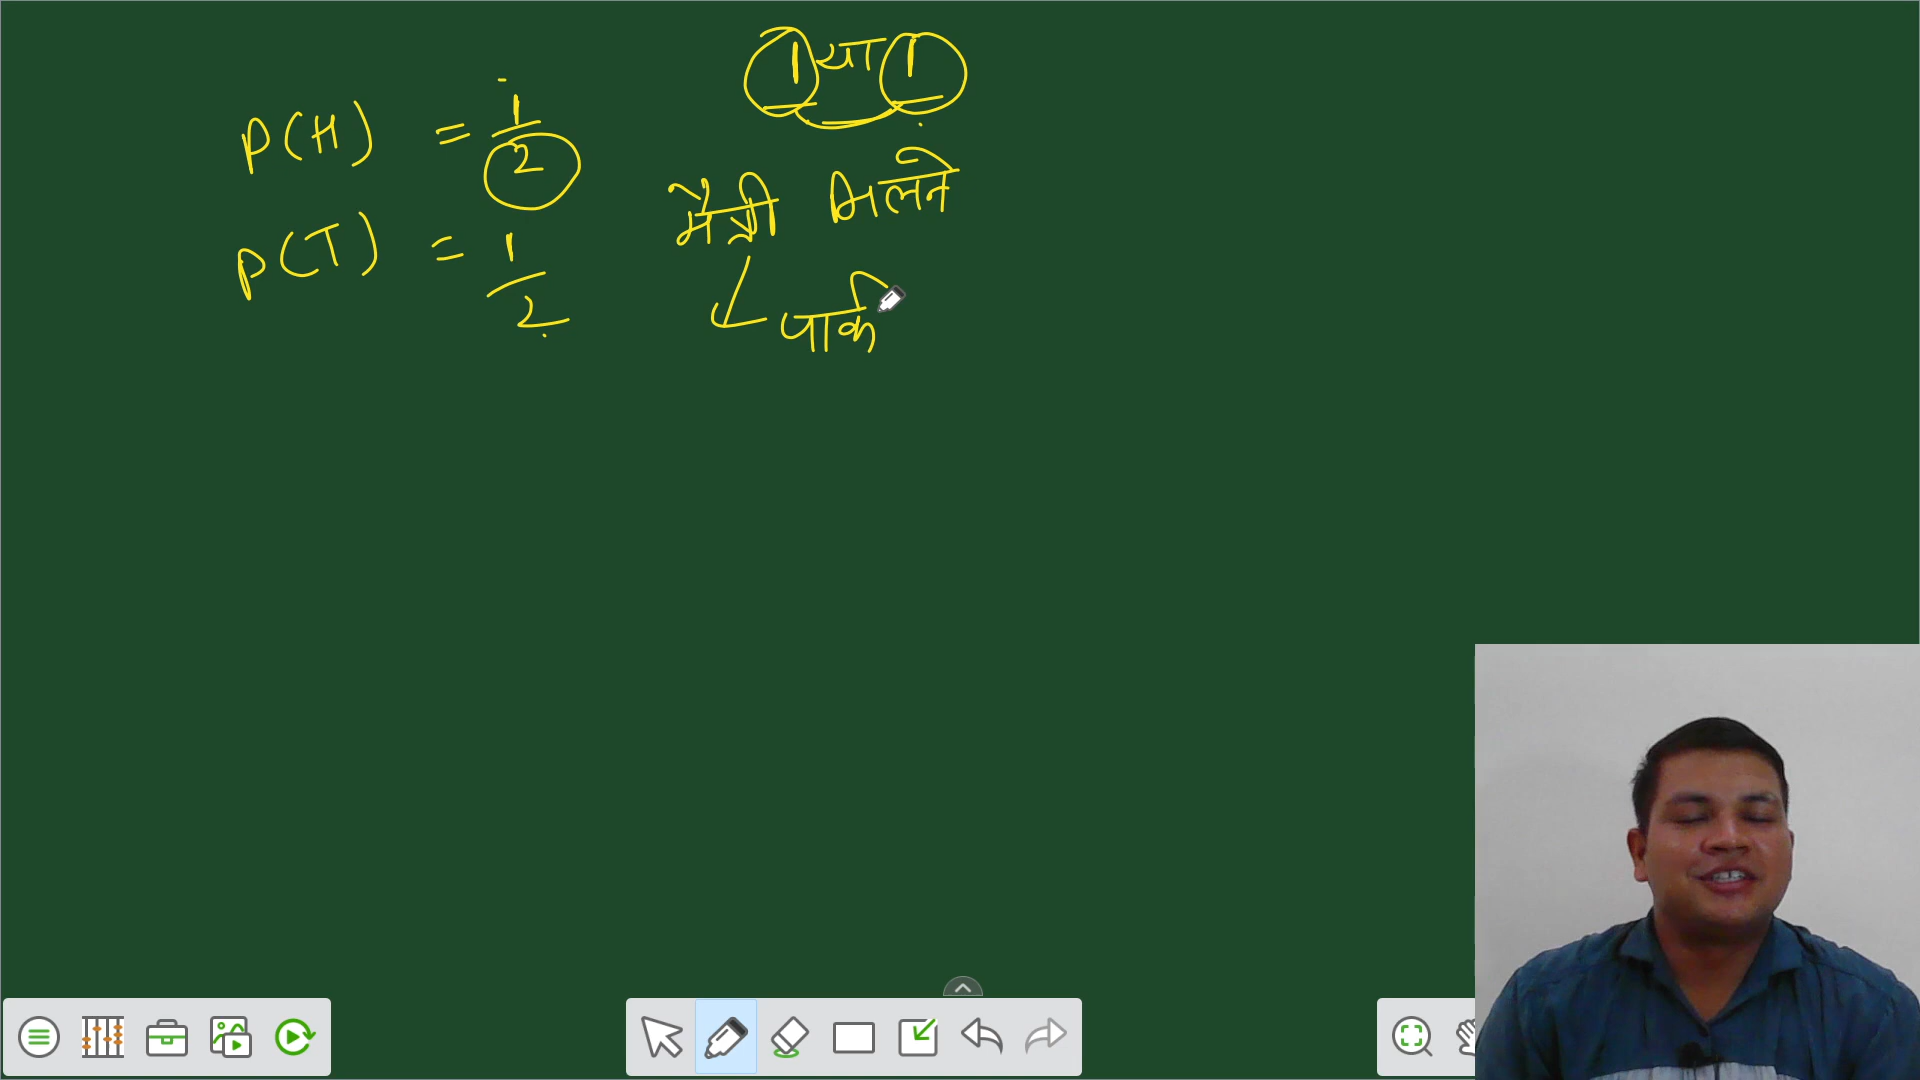 1 या 1
P(H) = 1/2
मैत्री मिलने
P(T) = 1/2
पार्क